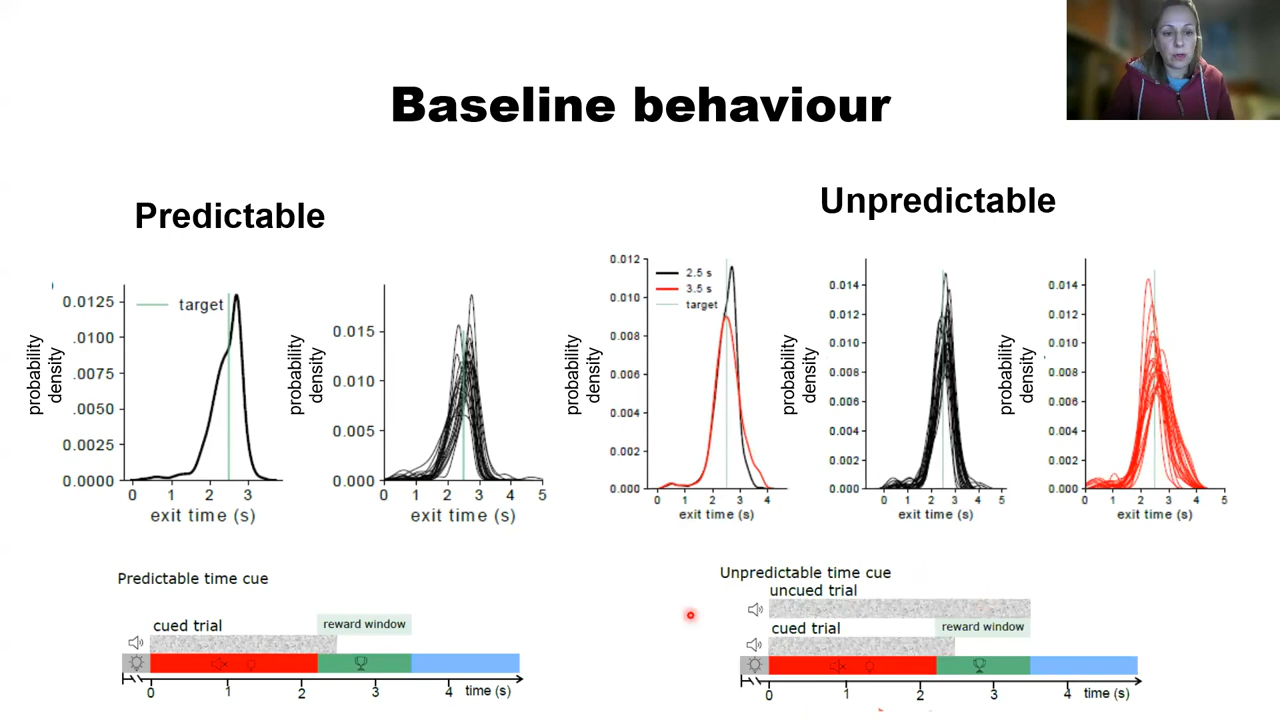 Baseline behaviour
Predictable
Unpredictable
probability density
0.0125
0.0100
.0075
0.0050
0.0025
0.0000
target
0 1 2 3
exit time (s)
probability density
0.015
0.010
0.005
0 1 2 3 4 5
exit time (s)
probability density
0.012
0.010
0.008
0.006
0.004
0.002
0.000
2.5 s
3.5 s
target
0 1 2 3 4
exit time (s)
probability density
0.014
0.012
0.010
0.008
0.006
0.004
0.002
0.000
0 1 2 3 4 5
exit time (s)
probability density
0.014
0.012
0.010
0.008
0.006
0.004
0.002
0.000
0 1 2 3 4 5
exit time (s)
Predictable time cue
cued trial
reward window
0 1 2 3 4 time (s)
Unpredictable time cue
uncued trial
cued trial
reward window
0 1 2 3 4 time (s)